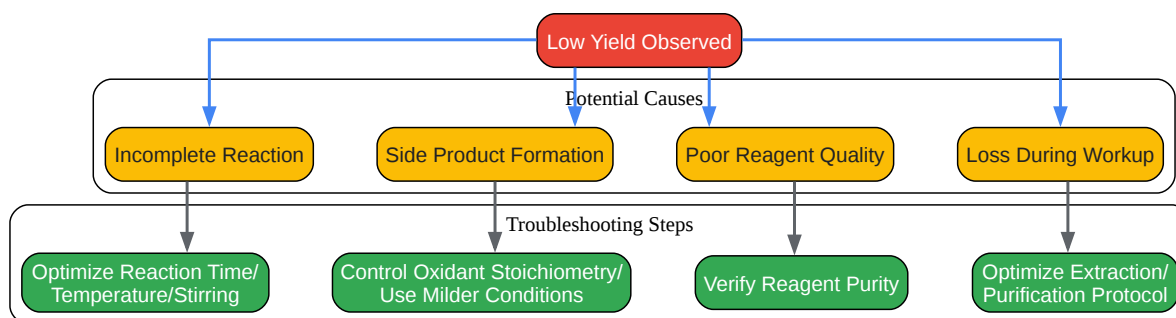 Low Yield Observed
Potential Causes
Incomplete Reaction
Side Product Formation
Poor Reagent Quality
Loss During Workup
Troubleshooting Steps
Optimize Reaction Time/
Temperature/Stirring
Control Oxidant Stoichiometry/
Use Milder Conditions
Verify Reagent Purity
Optimize Extraction/
Purification Protocol